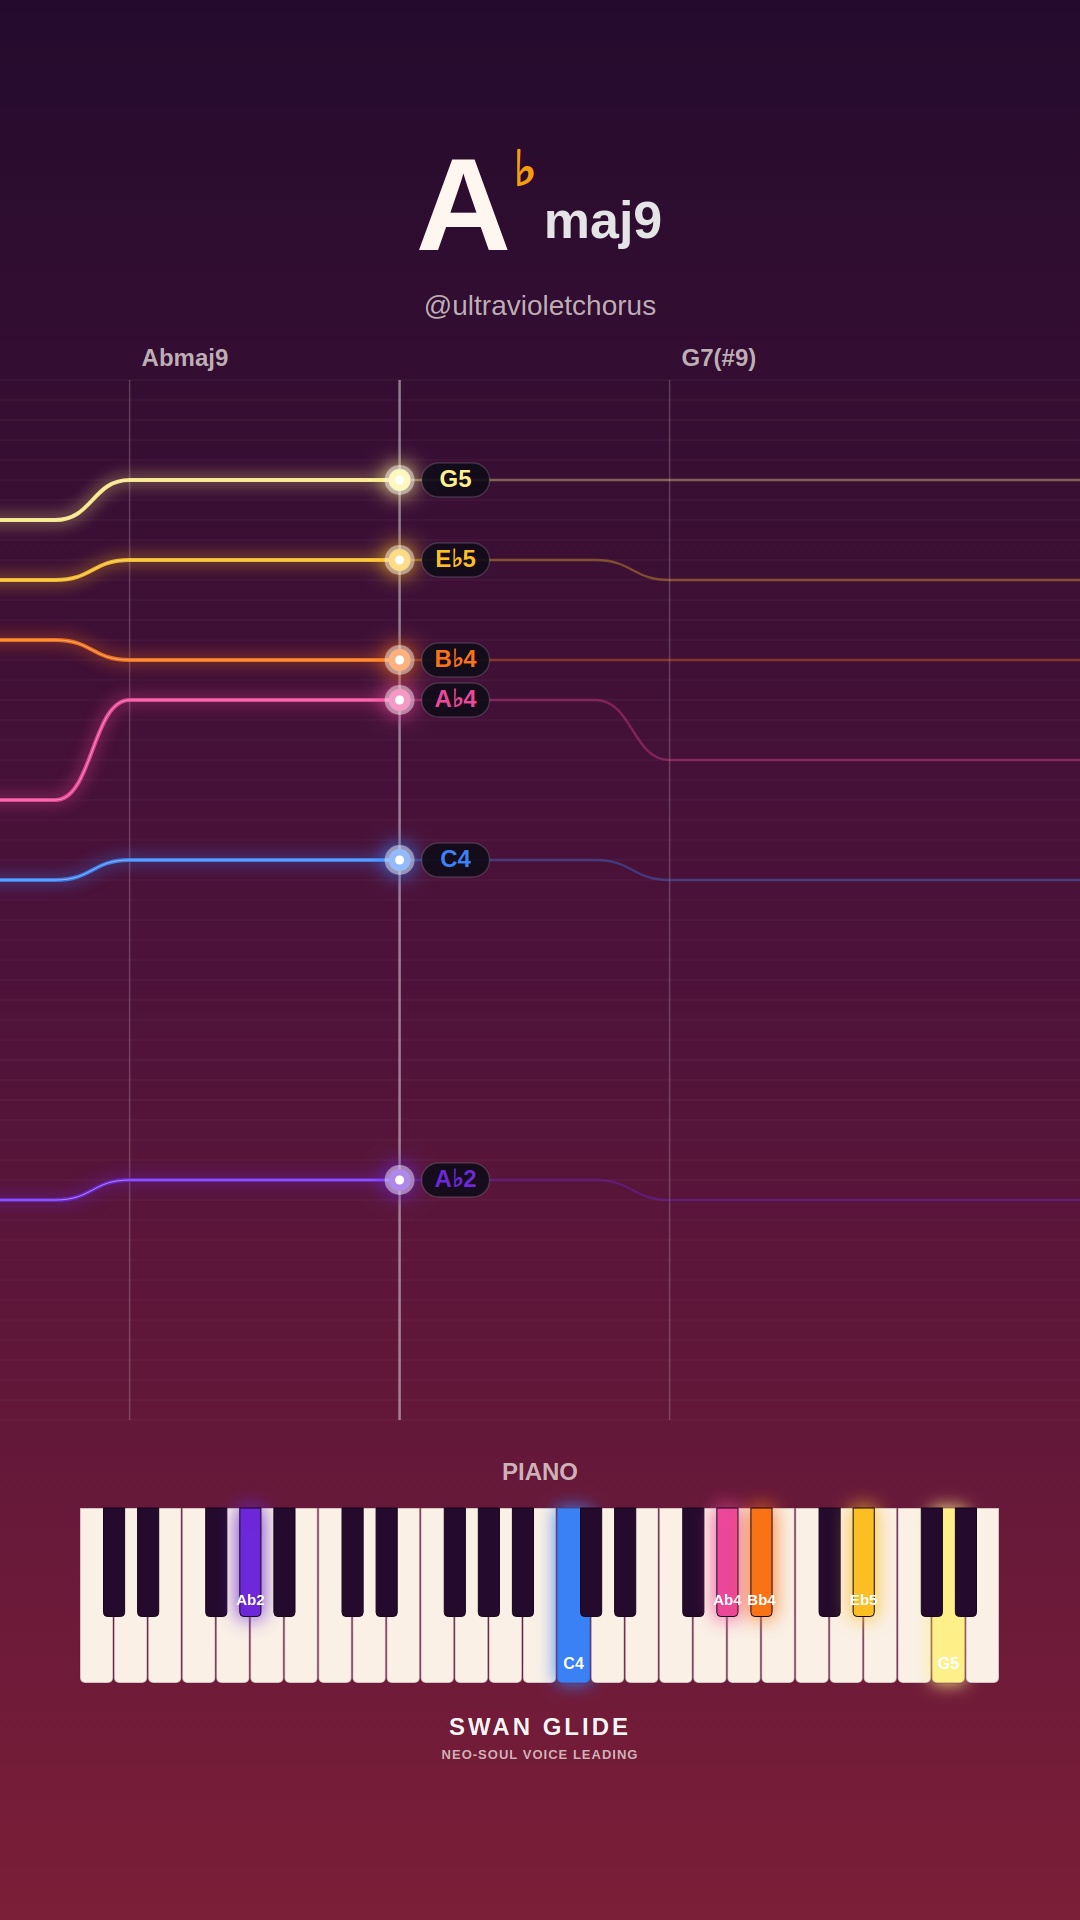 A♭maj9
@ultravioletchorus
Abmaj9 G7(#9)
G5
E♭5
B♭4
A♭4
C4
A♭2
PIANO
Ab2 Ab4 Bb4 Eb5
C4 G5
SWAN GLIDE
NEO-SOUL VOICE LEADING